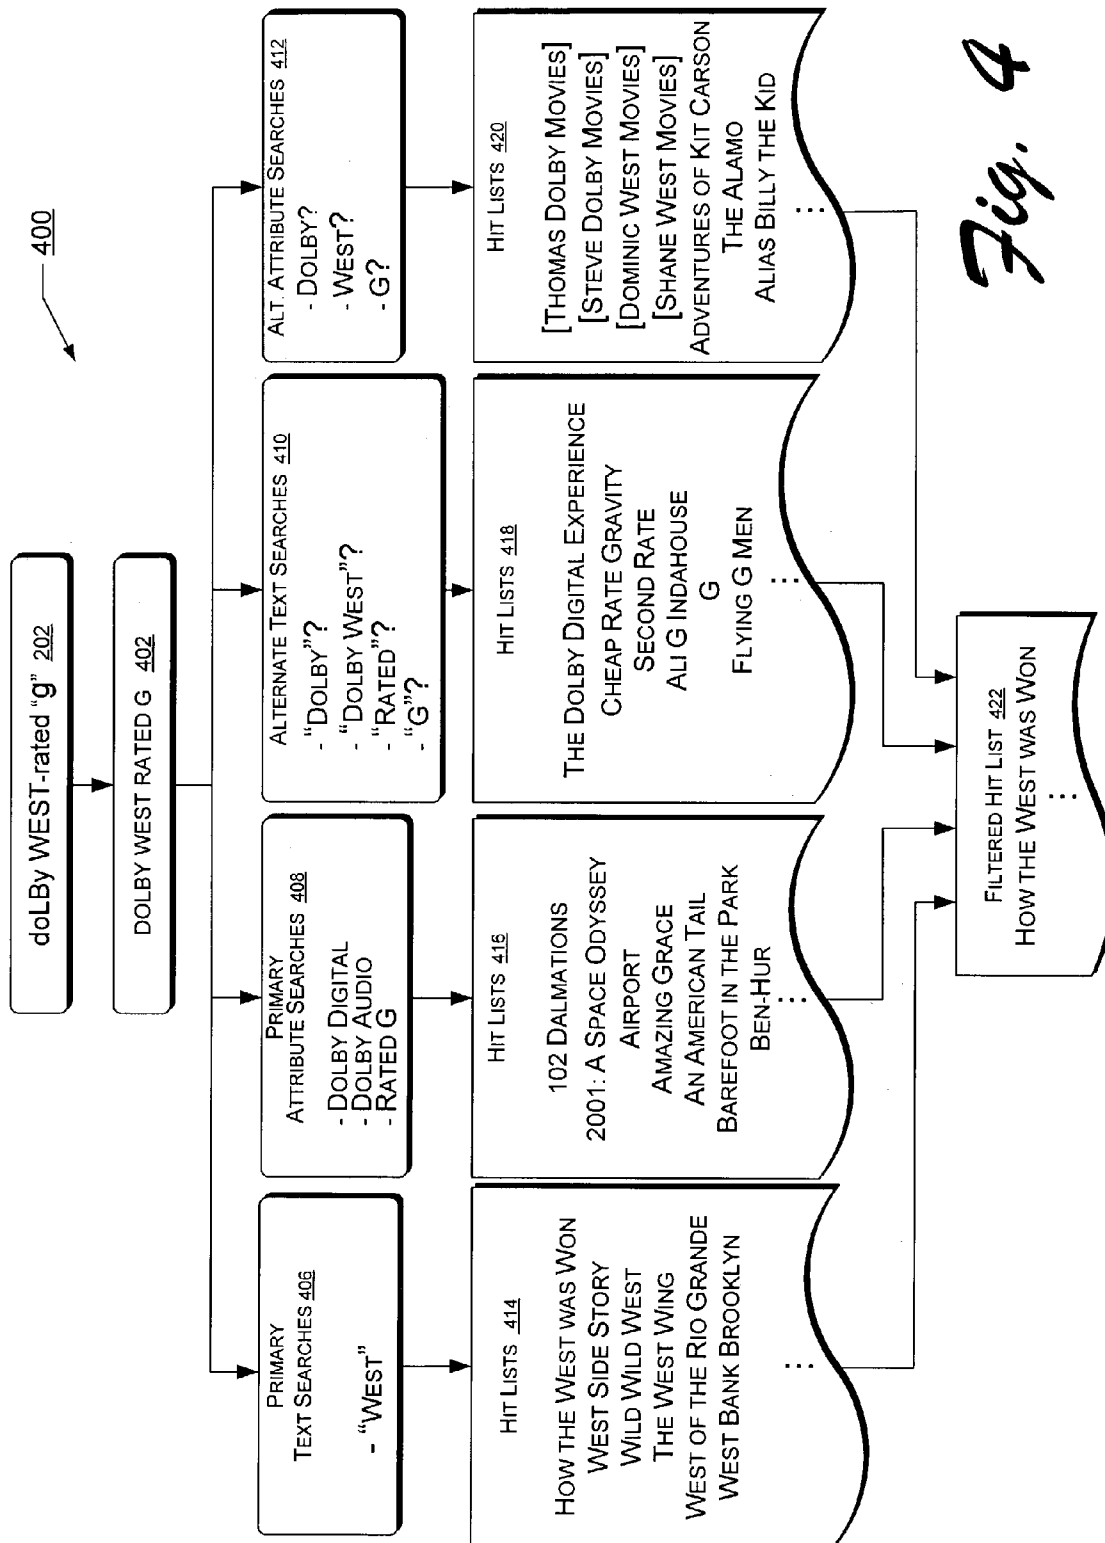 400
doLBy WEST-rated “g” 202
DOLBY WEST RATED G 402
PRIMARY
TEXT SEARCHES 406
- “WEST”
PRIMARY
ATTRIBUTE SEARCHES 408
- DOLBY DIGITAL
- DOLBY AUDIO
- RATED G
ALTERNATE TEXT SEARCHES 410
- “DOLBY”?
- “DOLBY WEST”?
- “RATED”?
- “G”?
ALT. ATTRIBUTE SEARCHES 412
- DOLBY?
- WEST?
- G?
HIT LISTS 414
HOW THE WEST WAS WON
WEST SIDE STORY
WILD WILD WEST
THE WEST WING
WEST OF THE RIO GRANDE
WEST BANK BROOKLYN
...
HIT LISTS 416
102 DALMATIONS
2001: A SPACE ODYSSEY
AIRPORT
AMAZING GRACE
AN AMERICAN TAIL
BAREFOOT IN THE PARK
BEN-HUR
...
HIT LISTS 418
THE DOLBY DIGITAL EXPERIENCE
CHEAP RATE GRAVITY
SECOND RATE
ALI G INDAHOUSE
G
FLYING G MEN
...
HIT LISTS 420
[THOMAS DOLBY MOVIES]
[STEVE DOLBY MOVIES]
[DOMINIC WEST MOVIES]
[SHANE WEST MOVIES]
ADVENTURES OF KIT CARSON
THE ALAMO
ALIAS BILLY THE KID
...
FILTERED HIT LIST 422
HOW THE WEST WAS WON
...
Fig. 4